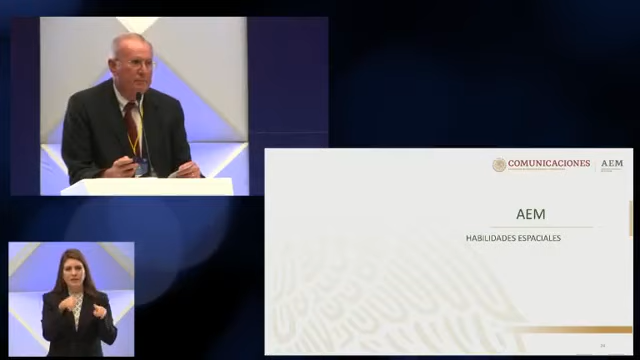 COMUNICACIONES
AEM
AEM
HABILIDADES ESPACIALES